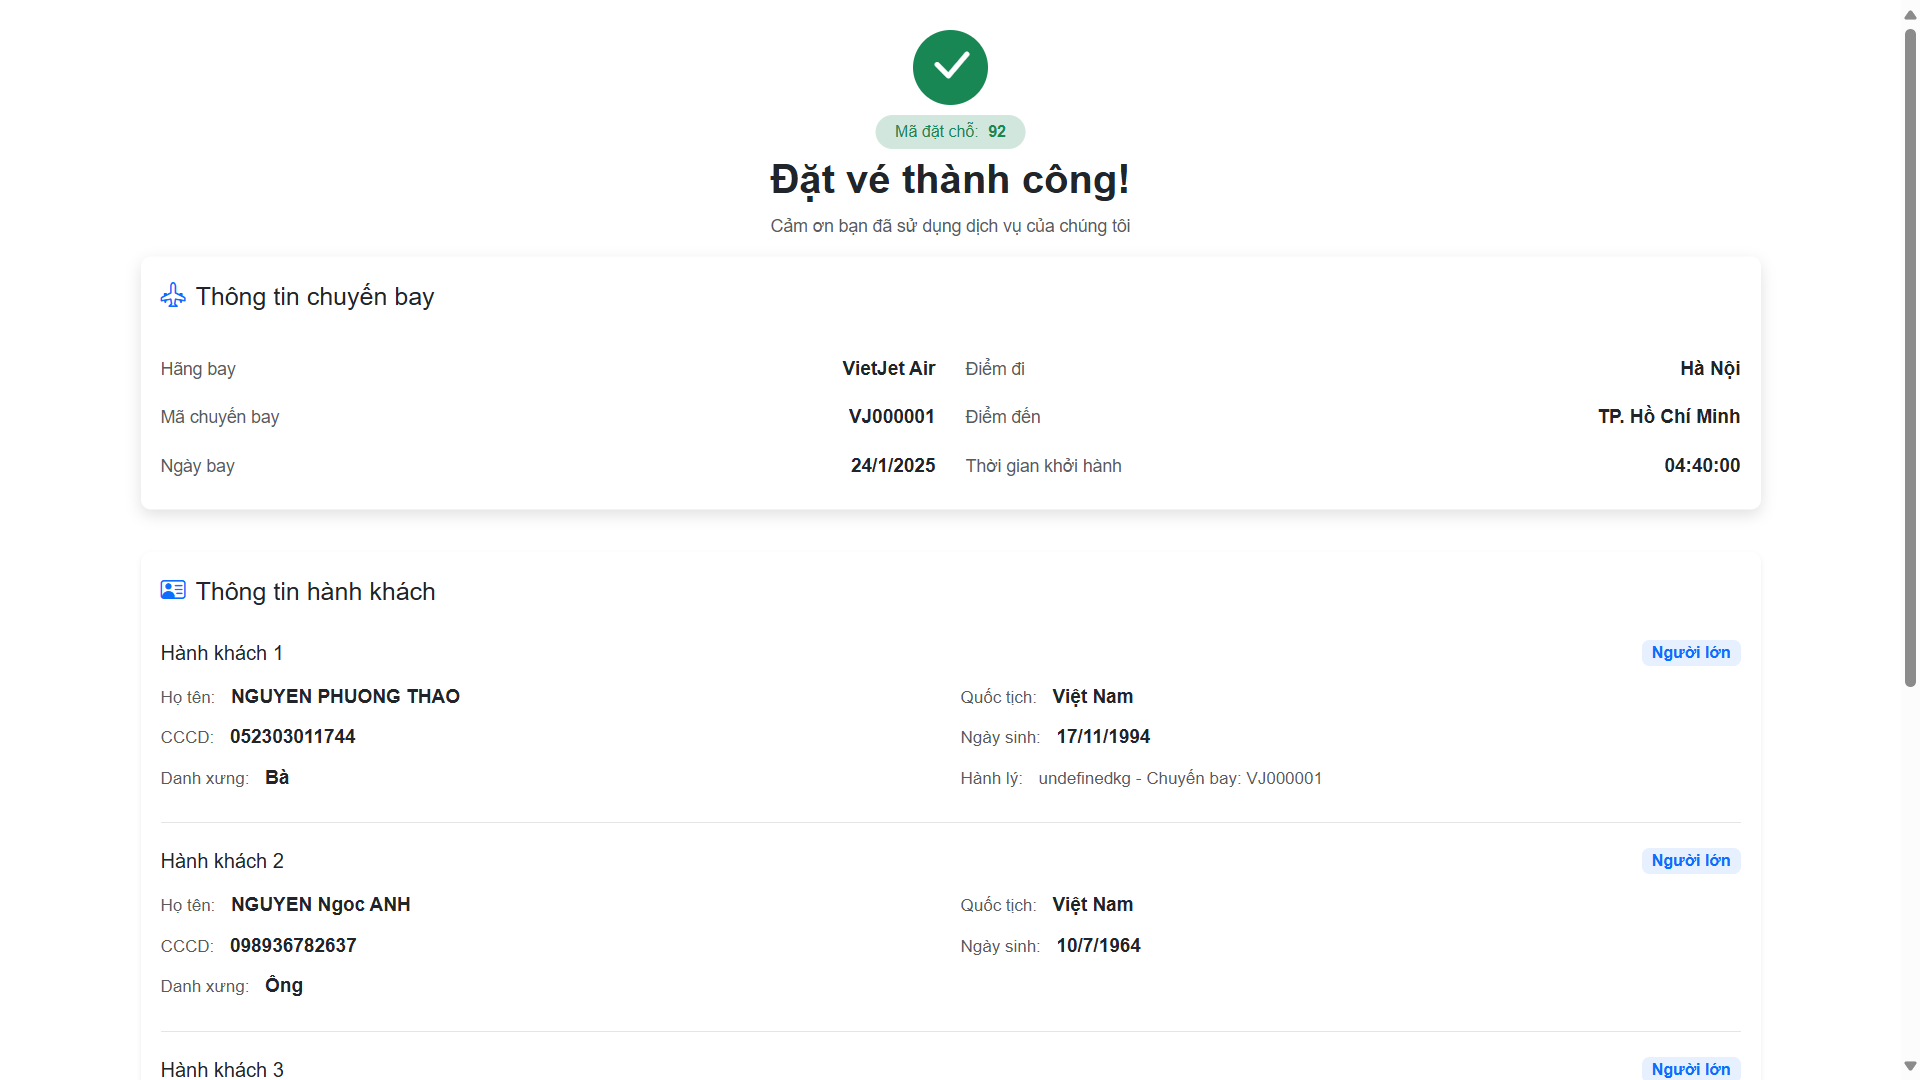 Mã đặt chỗ: 92
Đặt vé thành công!
Cảm ơn bạn đã sử dụng dịch vụ của chúng tôi
Thông tin chuyến bay
Hãng bay VietJet Air Điểm đi Hà Nội
Mã chuyến bay VJ000001 Điểm đến TP. Hồ Chí Minh
Ngày bay 24/1/2025 Thời gian khởi hành 04:40:00
Thông tin hành khách
Hành khách 1 Người lớn
Họ tên: NGUYEN PHUONG THAO Quốc tịch: Việt Nam
CCCD: 052303011744 Ngày sinh: 17/11/1994
Danh xưng: Bà Hành lý: undefinedkg - Chuyến bay: VJ000001
Hành khách 2 Người lớn
Họ tên: NGUYEN Ngoc ANH Quốc tịch: Việt Nam
CCCD: 098936782637 Ngày sinh: 10/7/1964
Danh xưng: Ông
Hành khách 3 Người lớn